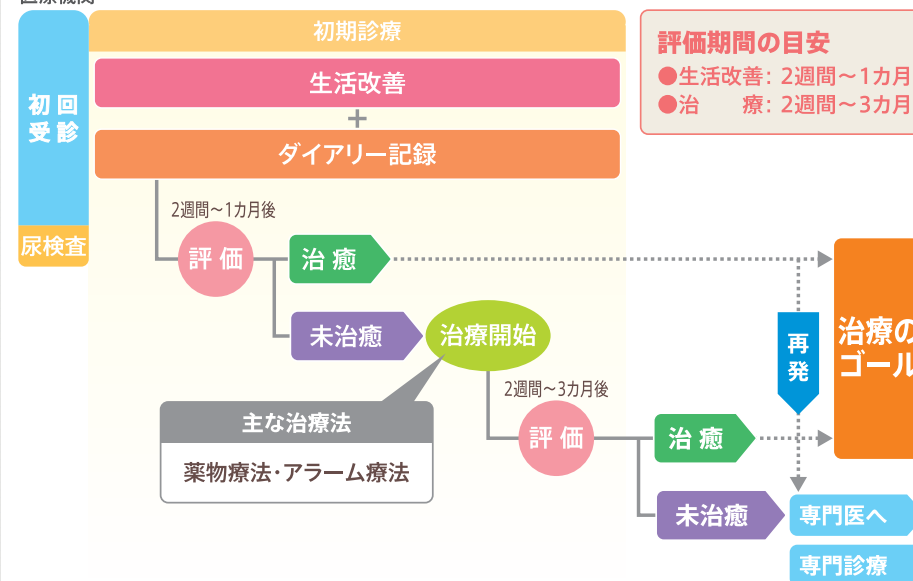 医療機関
初期診療
初 回
受 診
尿検査
生活改善
+
ダイアリー記録
評価期間の目安
●生活改善: 2週間〜1カ月
●治　　療: 2週間〜3カ月
2週間〜1カ月後
評 価
治 癒
未治癒
治療開始
主な治療法
薬物療法・アラーム療法
2週間〜3カ月後
評 価
治 癒
未治癒
再
発
治療の
ゴール
専門医へ
専門診療